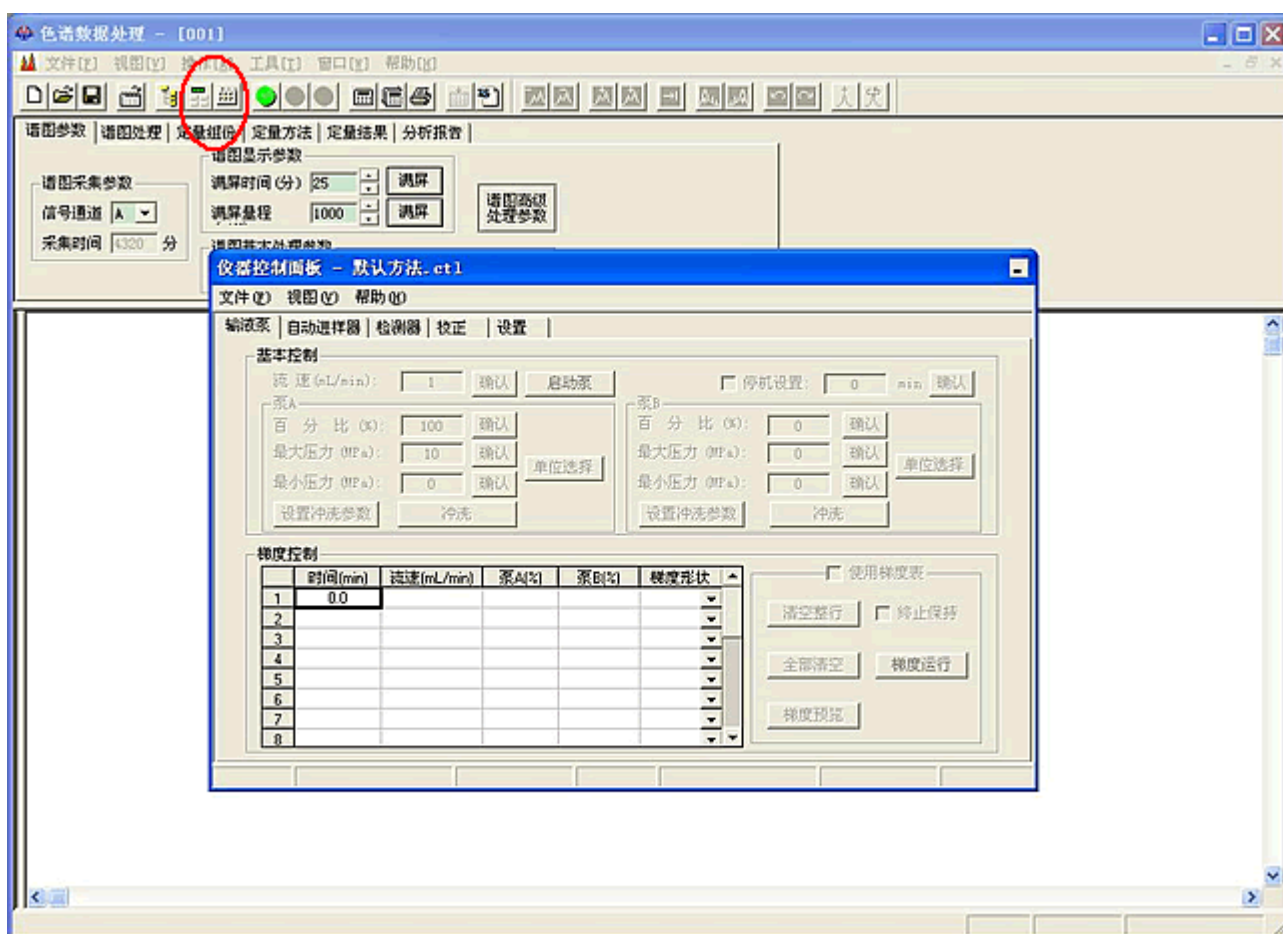 色谱数据处理 - [001]
文件[F] 视图[V] 工具[T] 窗口[W] 帮助[H]
谱图参数 谱图处理 定量组份 定量方法 定量结果 分析报告
谱图采集参数
信号通道 A
采集时间 4320 分
谱图显示参数
满屏时间(分) 25 满屏
满屏量程 1000 满屏
谱图高级
处理参数
谱图基本处理参数
仪器控制面板 - 默认方法.ctl
文件(F) 视图(V) 帮助(H)
输液泵 自动进样器 检测器 校正 设置
基本控制
流 速(mL/min): 1 确认 启动泵 停机设置: 0 min 确认
泵A
百 分 比 (%): 100 确认
最大压力 (MPa): 10 确认
最小压力 (MPa): 0 确认
单位选择
设置冲洗参数 冲洗
泵B
百 分 比 (%): 0 确认
最大压力 (MPa): 0 确认
最小压力 (MPa): 0 确认
单位选择
设置冲洗参数 冲洗
梯度控制
时间(min) 流速(mL/min) 泵A(%) 泵B(%) 梯度形状
1 0.0
2
3
4
5
6
7
8
使用梯度表
清空整行 终止保持
全部清空 梯度运行
梯度预览